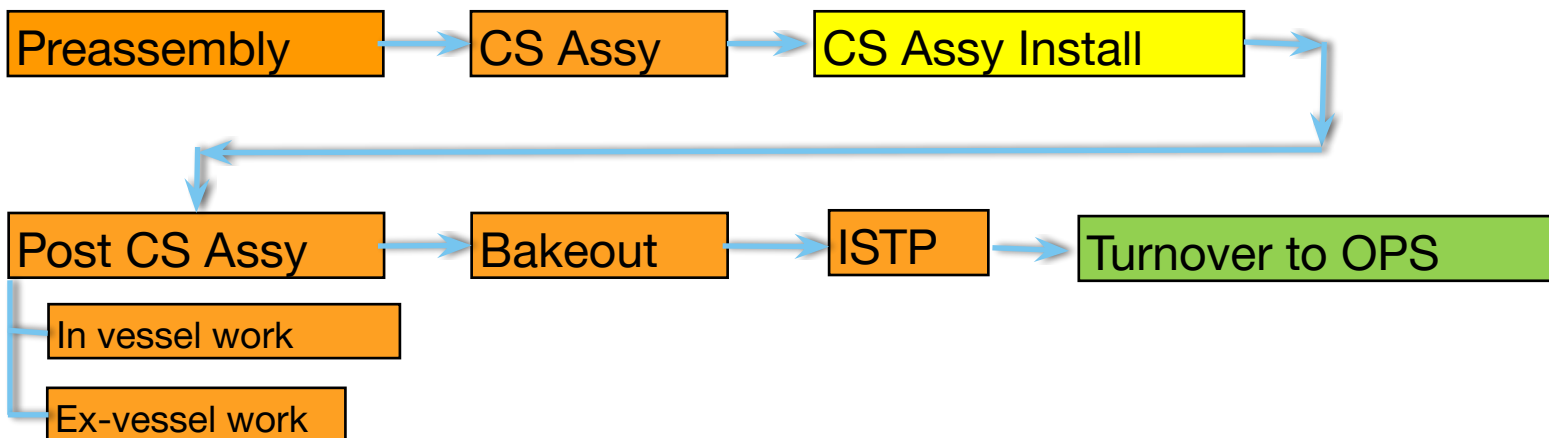 Preassembly
CS Assy
CS Assy Install
Post CS Assy
Bakeout
ISTP
Turnover to OPS
In vessel work
Ex-vessel work